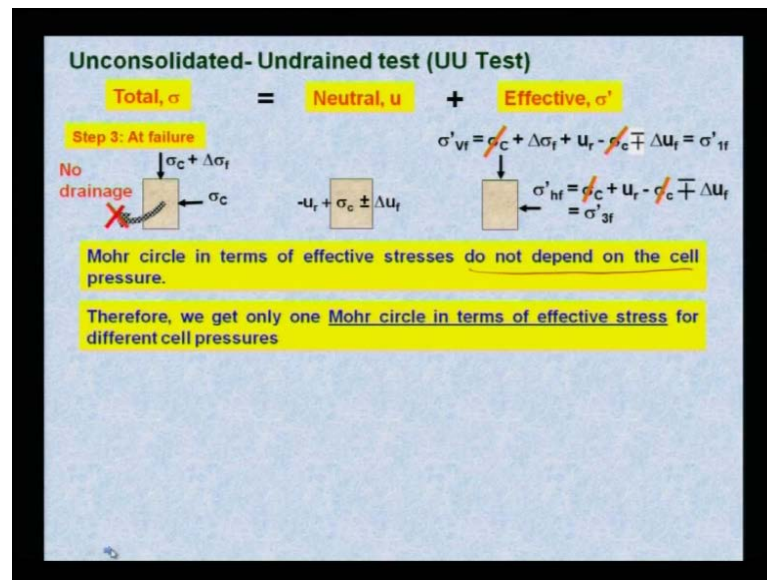 Unconsolidated- Undrained test (UU Test)
Total, σ = Neutral, u + Effective, σ'
Step 3: At failure
σ'Vf = σC + Δσf + ur - σc ∓ Δuf = σ'1f
No drainage
σC + Δσf
σC
-ur + σc ± Δuf
σ'hf = σC + ur - σc ∓ Δuf
= σ'3f
Mohr circle in terms of effective stresses do not depend on the cell
pressure.
Therefore, we get only one Mohr circle in terms of effective stress for
different cell pressures